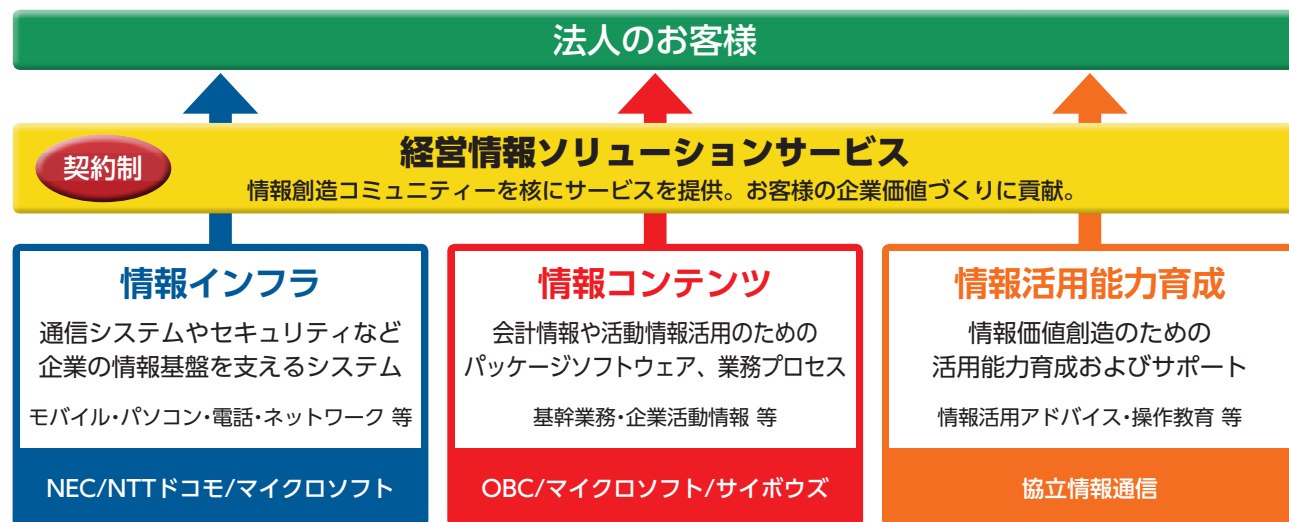 法人のお客様
契約制
経営情報ソリューションサービス
情報創造コミュニティーを核にサービスを提供。お客様の企業価値づくりに貢献。
情報インフラ
通信システムやセキュリティなど
企業の情報基盤を支えるシステム
モバイル・パソコン・電話・ネットワーク 等
NEC/NTTドコモ/マイクロソフト
情報コンテンツ
会計情報や活動情報活用のための
パッケージソフトウェア、業務プロセス
基幹業務・企業活動情報 等
OBC/マイクロソフト/サイボウズ
情報活用能力育成
情報価値創造のための
活用能力育成およびサポート
情報活用アドバイス・操作教育 等
協立情報通信